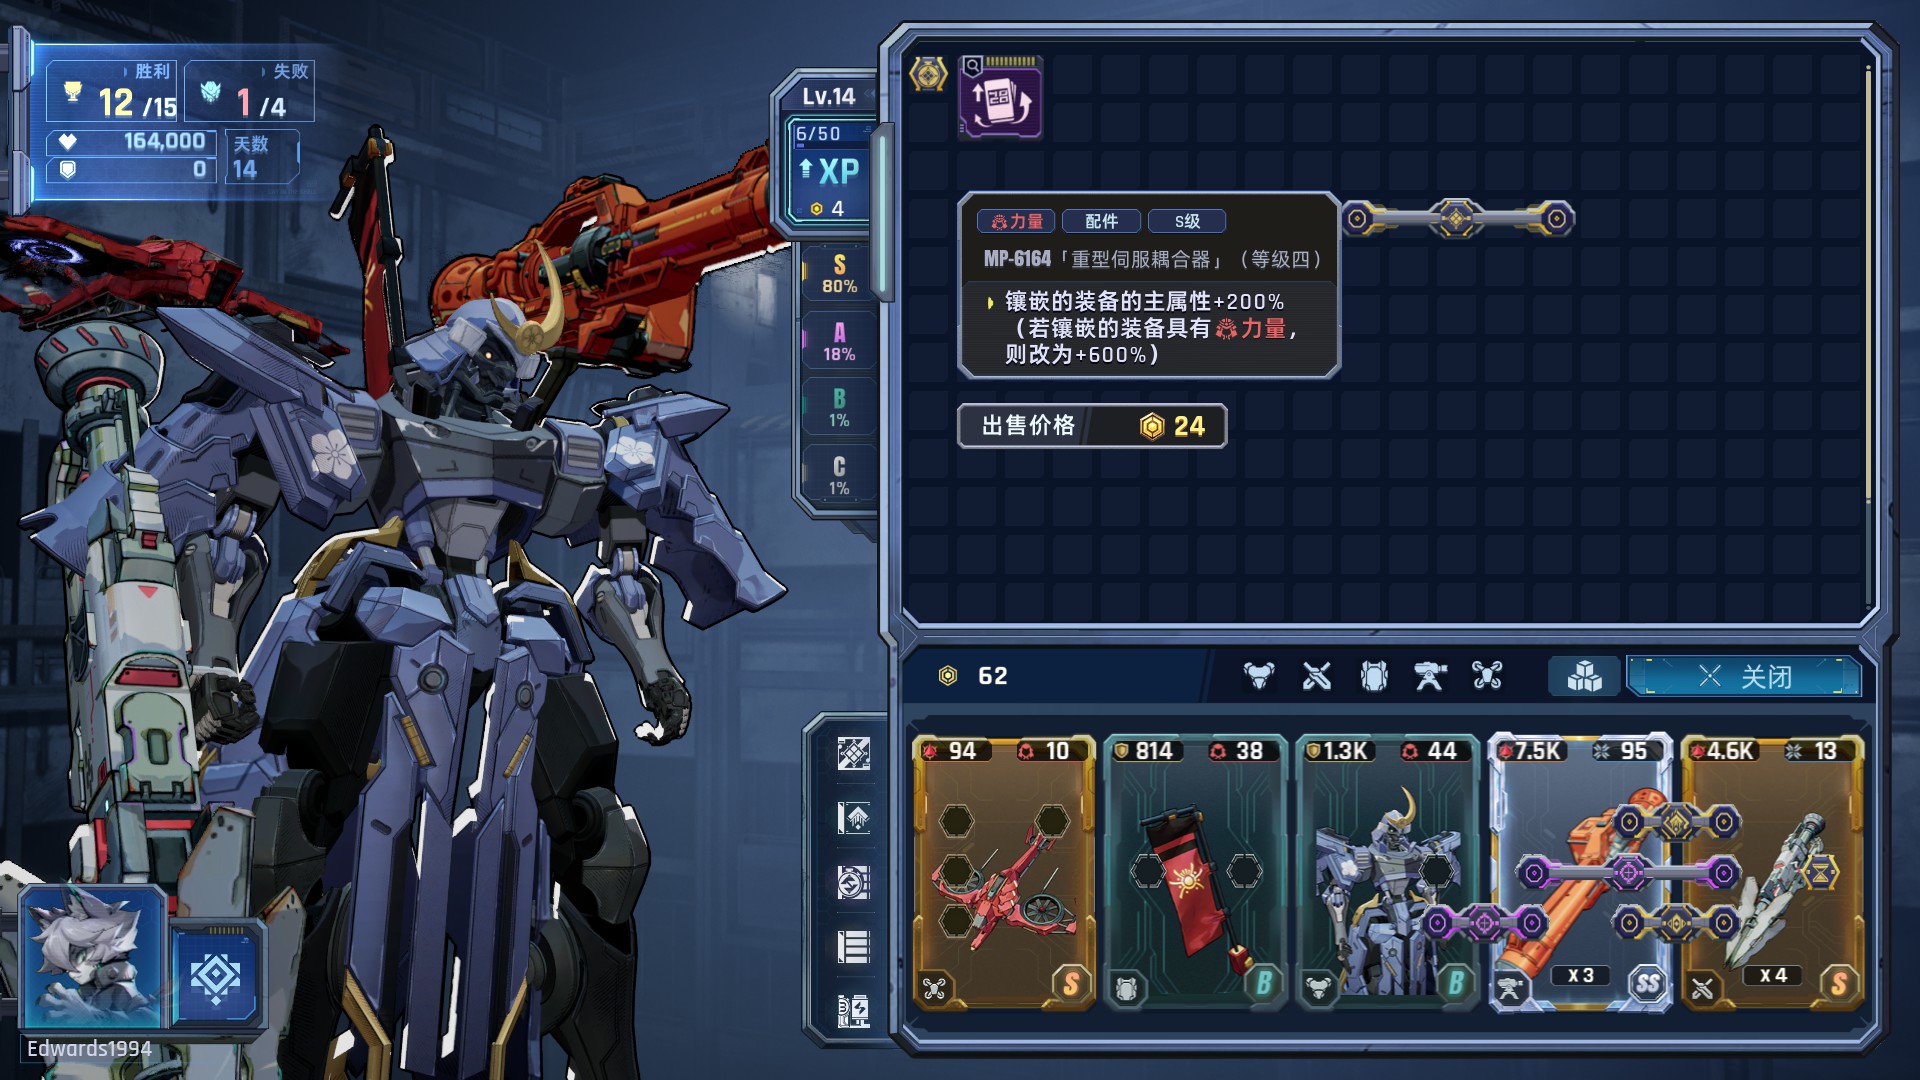 胜利
12 /15
失败
1 /4
164,000
0
天数
14
Lv.14
6/50
XP
4
S
80%
A
18%
B
1%
C
1%
力量
配件
S级
MP-6164「重型伺服耦合器」（等级四）
镶嵌的装备的主属性+200%
（若镶嵌的装备具有力量，
则改为+600%）
出售价格
24
62
关闭
94
10
S
814
38
B
1.3K
44
B
7.5K
95
x3
SS
4.6K
13
x4
S
Edwards1994